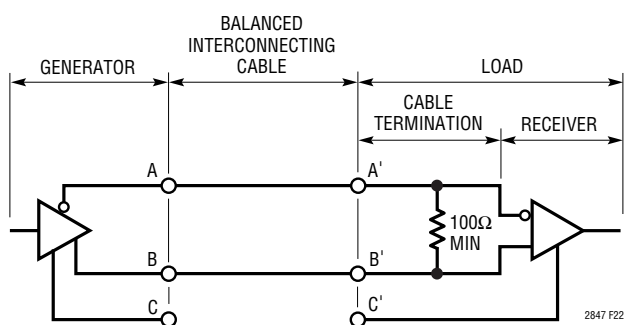 BALANCED
INTERCONNECTING
CABLE
GENERATOR
LOAD
CABLE
TERMINATION
RECEIVER
A
A'
100Ω
MIN
B
B'
C
C'
2847 F22